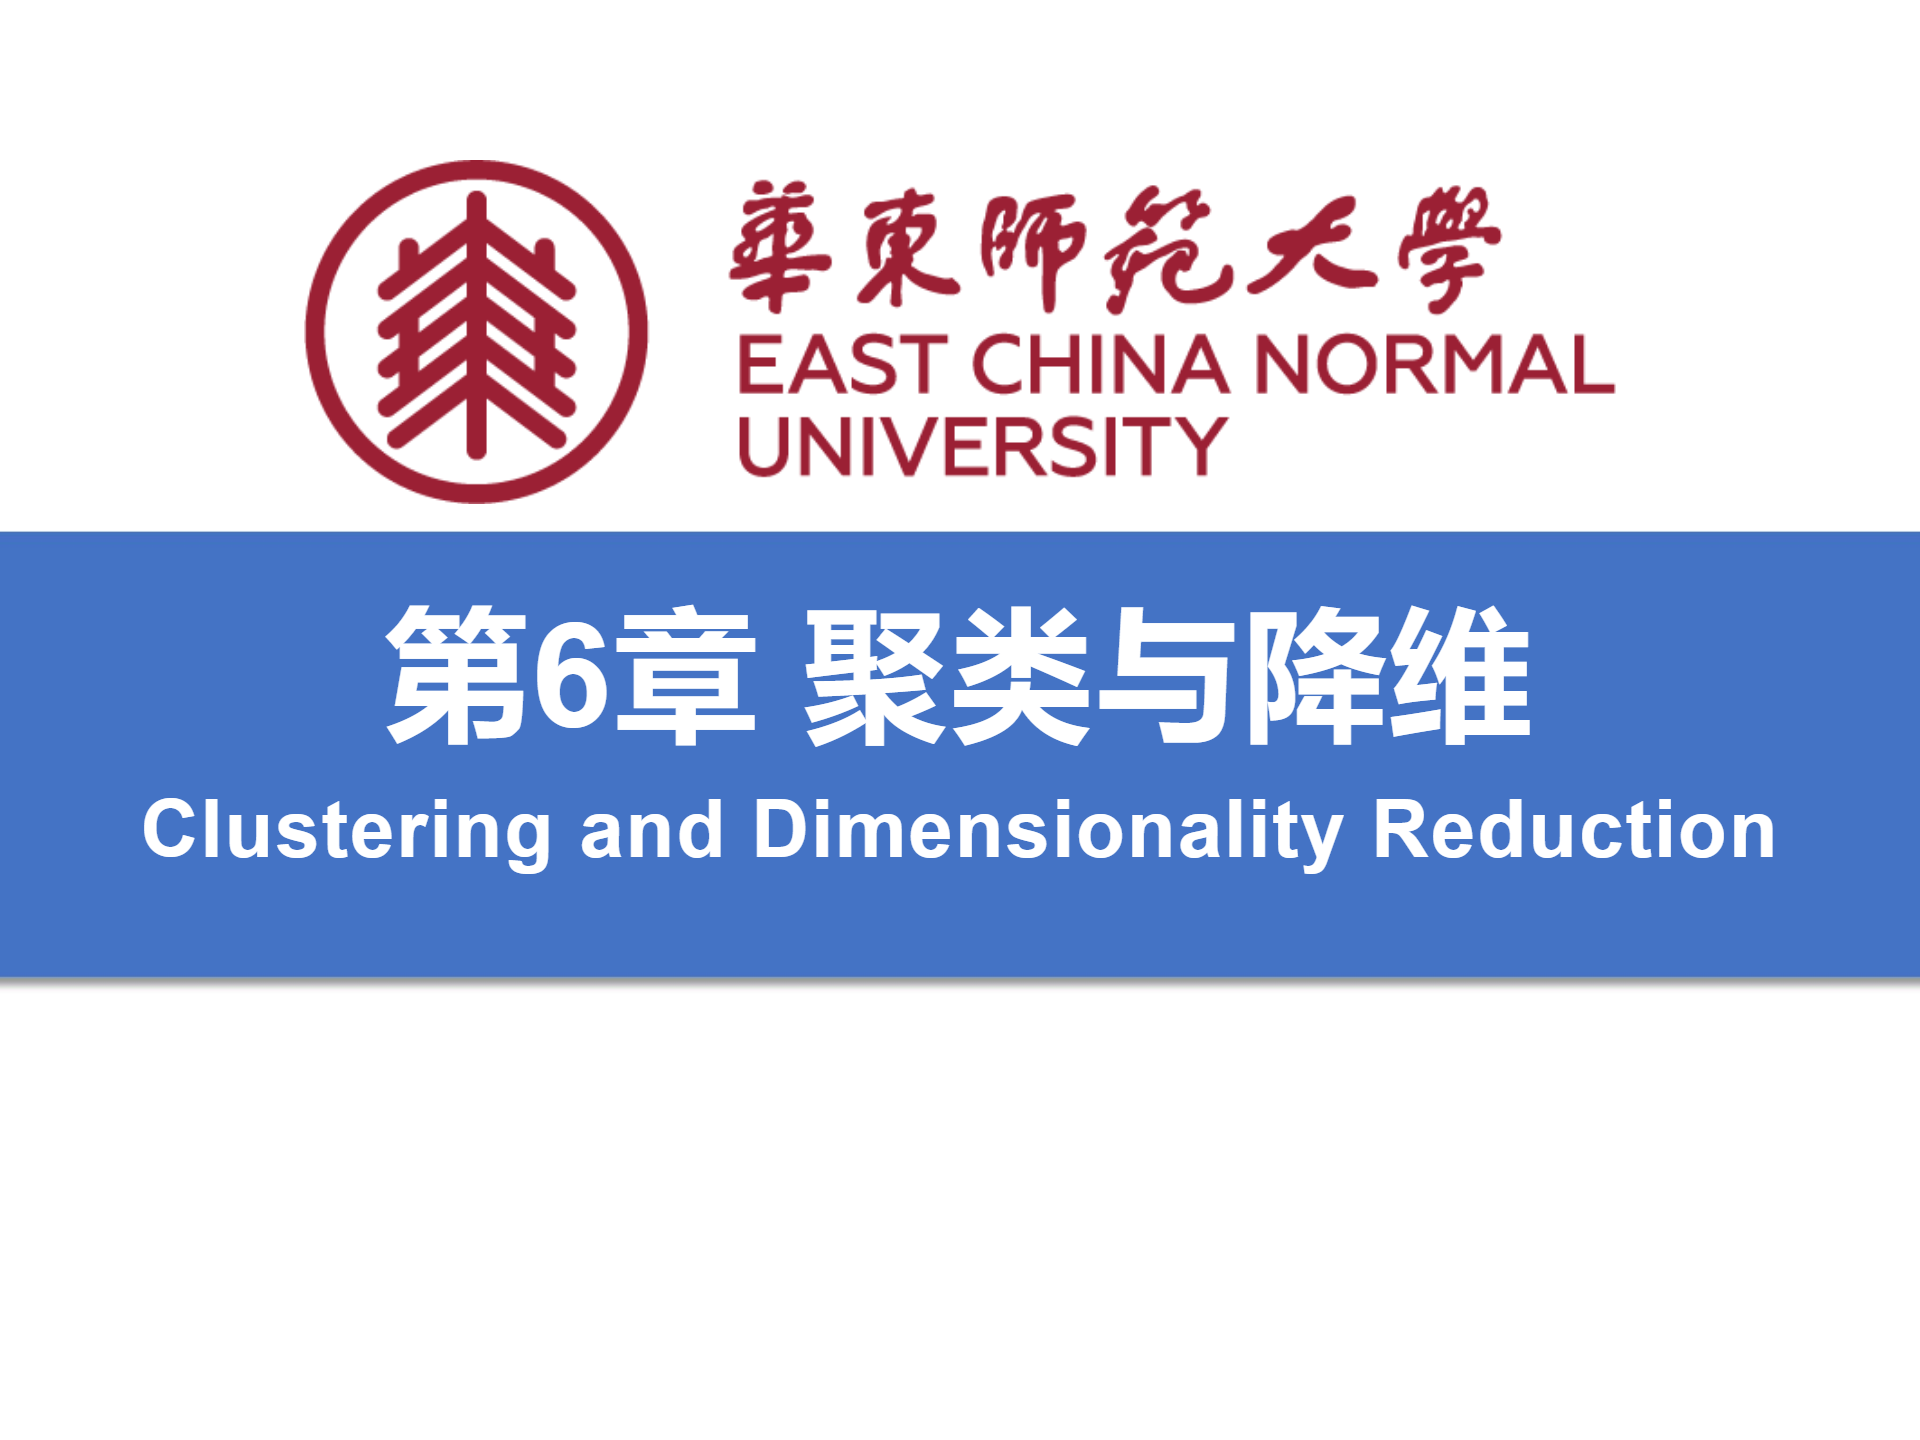 華東師範大學
EAST CHINA NORMAL
UNIVERSITY
第6章 聚类与降维
Clustering and Dimensionality Reduction